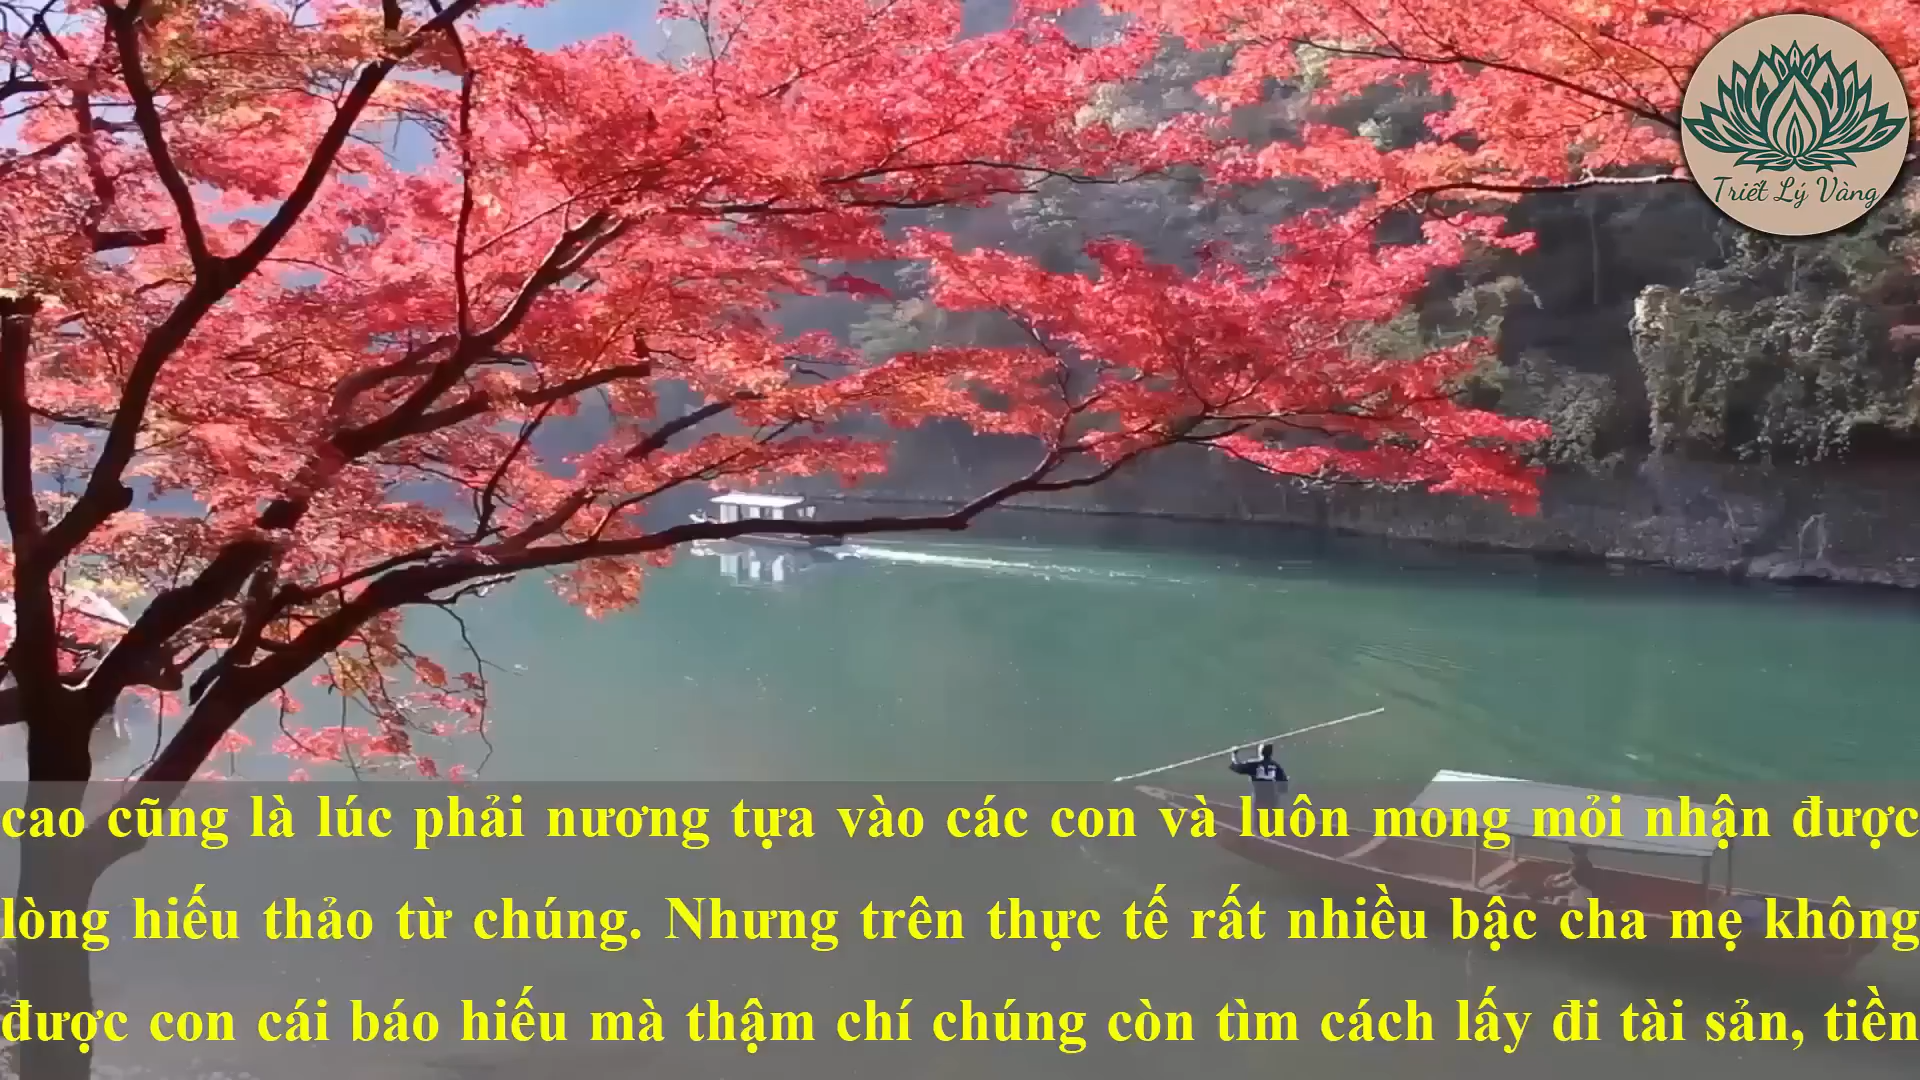 Triết Lý Vàng
cao cũng là lúc phải nương tựa vào các con và luôn mong mỏi nhận được
lòng hiếu thảo từ chúng. Nhưng trên thực tế rất nhiều bậc cha mẹ không
được con cái báo hiếu mà thậm chí chúng còn tìm cách lấy đi tài sản, tiền